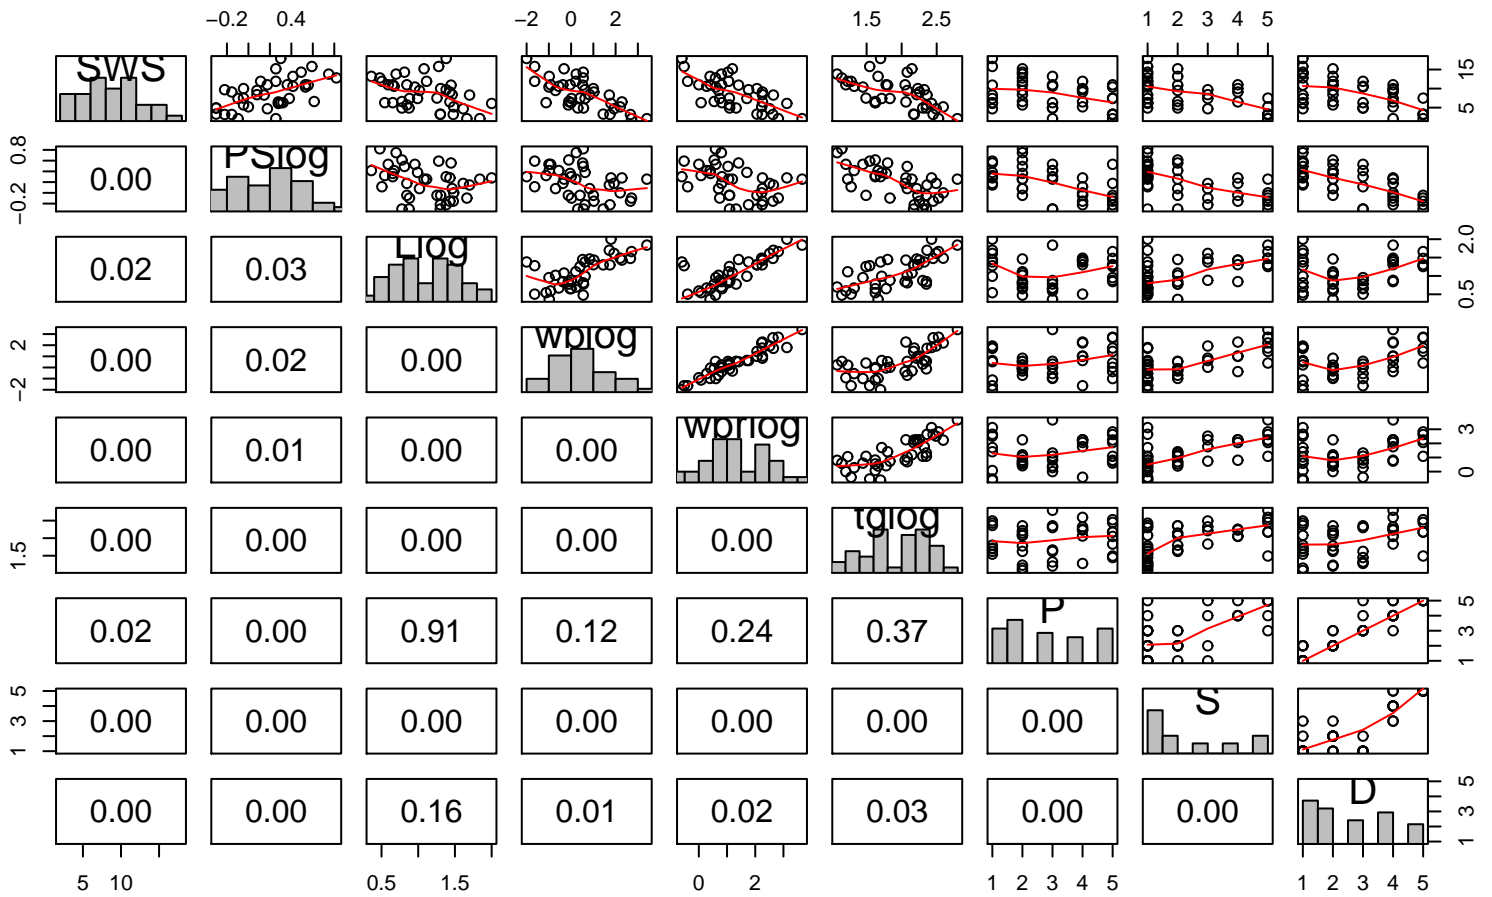 −0.2 0.4 −2 0 2 1.5 2.5 1 2 3 4 5
SWS 5 15
−0.2 0.8 0.00 PSlog
0.02 0.03 Llog 0.5 2.0
−2 2 0.00 0.02 0.00 wblog
0.00 0.01 0.00 0.00 wbrlog 0 3
1.5 0.00 0.00 0.00 0.00 0.00 tglog
0.02 0.00 0.91 0.12 0.24 0.37 P 1 3 5
1 3 5 0.00 0.00 0.00 0.00 0.00 0.00 0.00 S
0.00 0.00 0.16 0.01 0.02 0.03 0.00 0.00 D 1 3 5
5 10 0.5 1.5 0 2 1 2 3 4 5 1 2 3 4 5